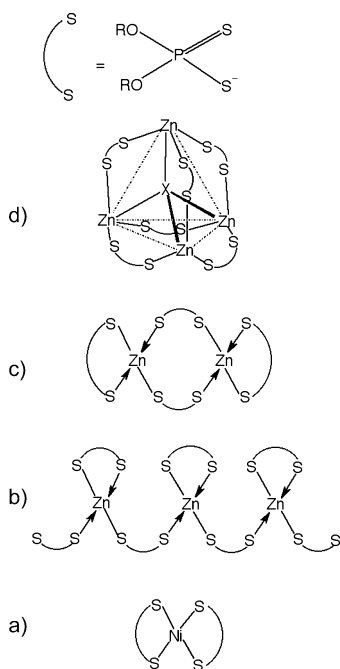 S
RO S
= P
S RO S⁻
Zn
S S
S S
X S
d) Zn S S Zn
S Zn S
S S
S S S S
c) Zn Zn
S S S S
S S S S S S
b) Zn Zn Zn
S S S S S S S S
S S
a) Ni
S S